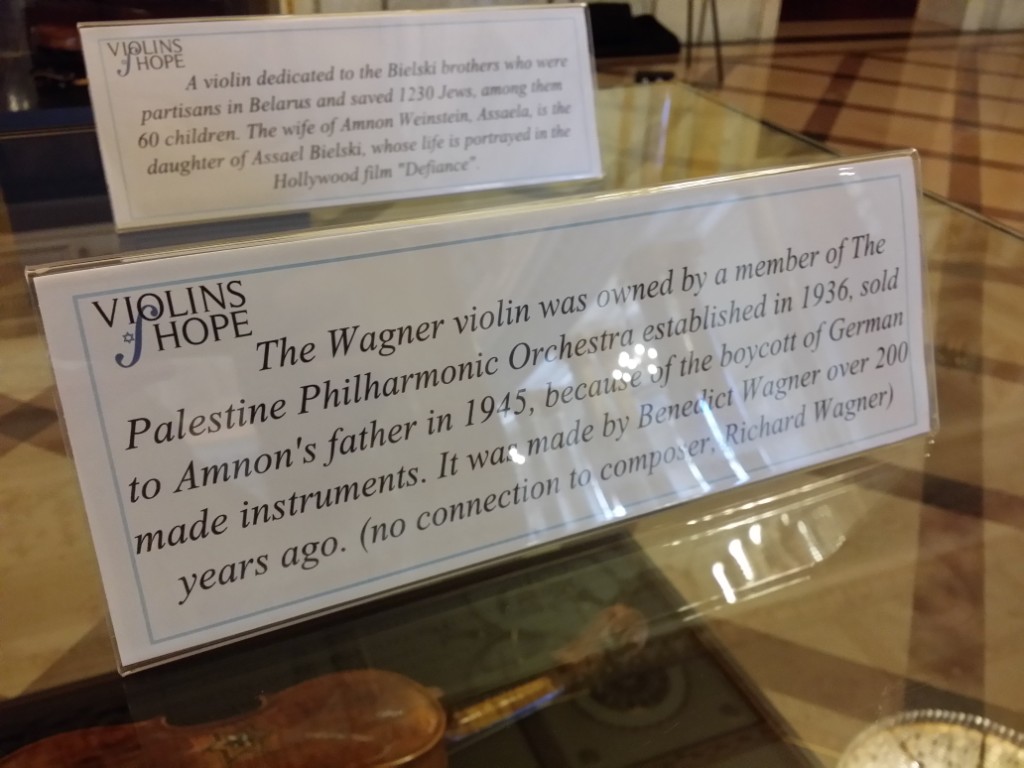 VIOLINS
of HOPE
A violin dedicated to the Bielski brothers who were
partisans in Belarus and saved 1230 Jews, among them
60 children. The wife of Amnon Weinstein, Assaela, is the
daughter of Assael Bielski, whose life is portrayed in the
Hollywood film "Defiance".
VIOLINS
of HOPE
The Wagner violin was owned by a member of The
Palestine Philharmonic Orchestra established in 1936, sold
to Amnon's father in 1945, because of the boycott of German
made instruments. It was made by Benedict Wagner over 200
years ago. (no connection to composer, Richard Wagner)